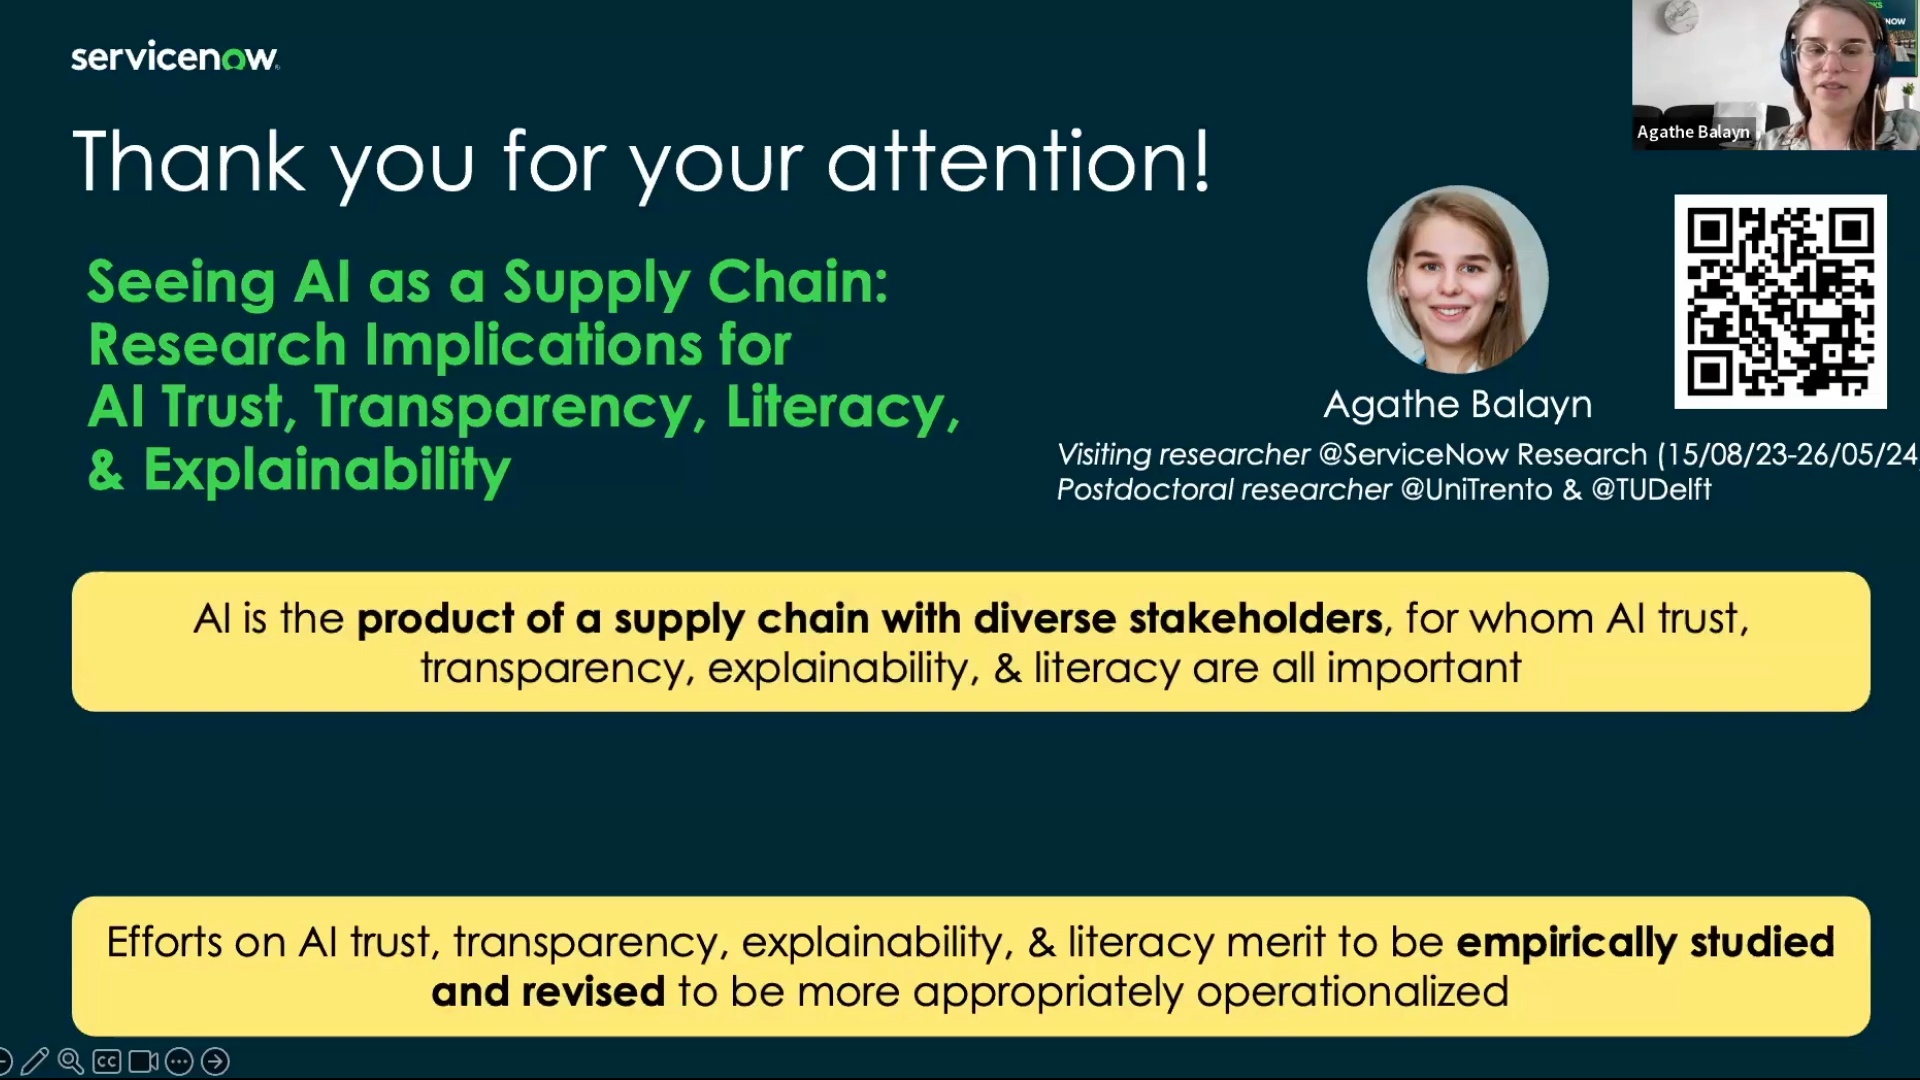 servicenow
Thank you for your attention!
Seeing AI as a Supply Chain:
Research Implications for
AI Trust, Transparency, Literacy,
& Explainability
NOW
Agathe Balayn
Agathe Balayn
Visiting researcher @ServiceNow Research (15/08/23-26/05/24
Postdoctoral researcher @UniTrento & @TUDelft
AI is the product of a supply chain with diverse stakeholders, for whom AI trust,
transparency, explainability, & literacy are all important
Efforts on AI trust, transparency, explainability, & literacy merit to be empirically studied
and revised to be more appropriately operationalized
CC